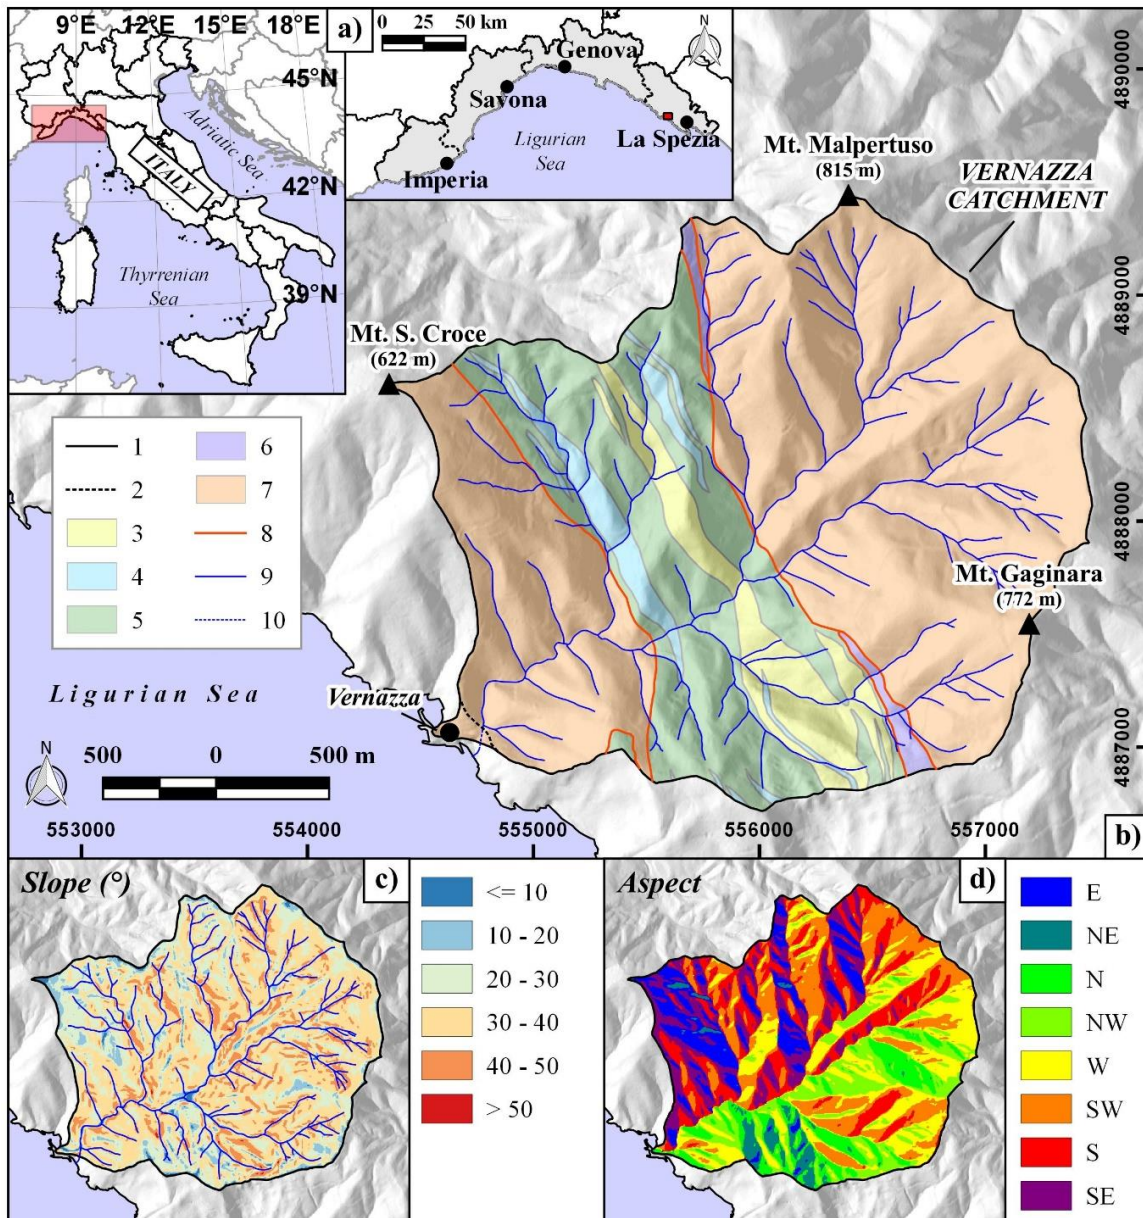 9°E 12°E 15°E 18°E
a)
45°N
42°N
39°N
Adriatic Sea
ITALY
Thyrrenian
Sea
0 25 50 km
N
Genova
Savona
La Spezia
Imperia
Ligurian
Sea
Mt. Malpertuso
(815 m)
VERNAZZA
CATCHMENT
Mt. S. Croce
(622 m)
Mt. Gaginara
(772 m)
1
2
3
4
5
6
7
8
9
10
Ligurian Sea
Vernazza
N
500 0 500 m
553000 554000 555000 556000 557000
4890000
4889000
4888000
4887000
b)
Slope (°)
c)
<= 10
10 - 20
20 - 30
30 - 40
40 - 50
> 50
Aspect
d)
E
NE
N
NW
W
SW
S
SE